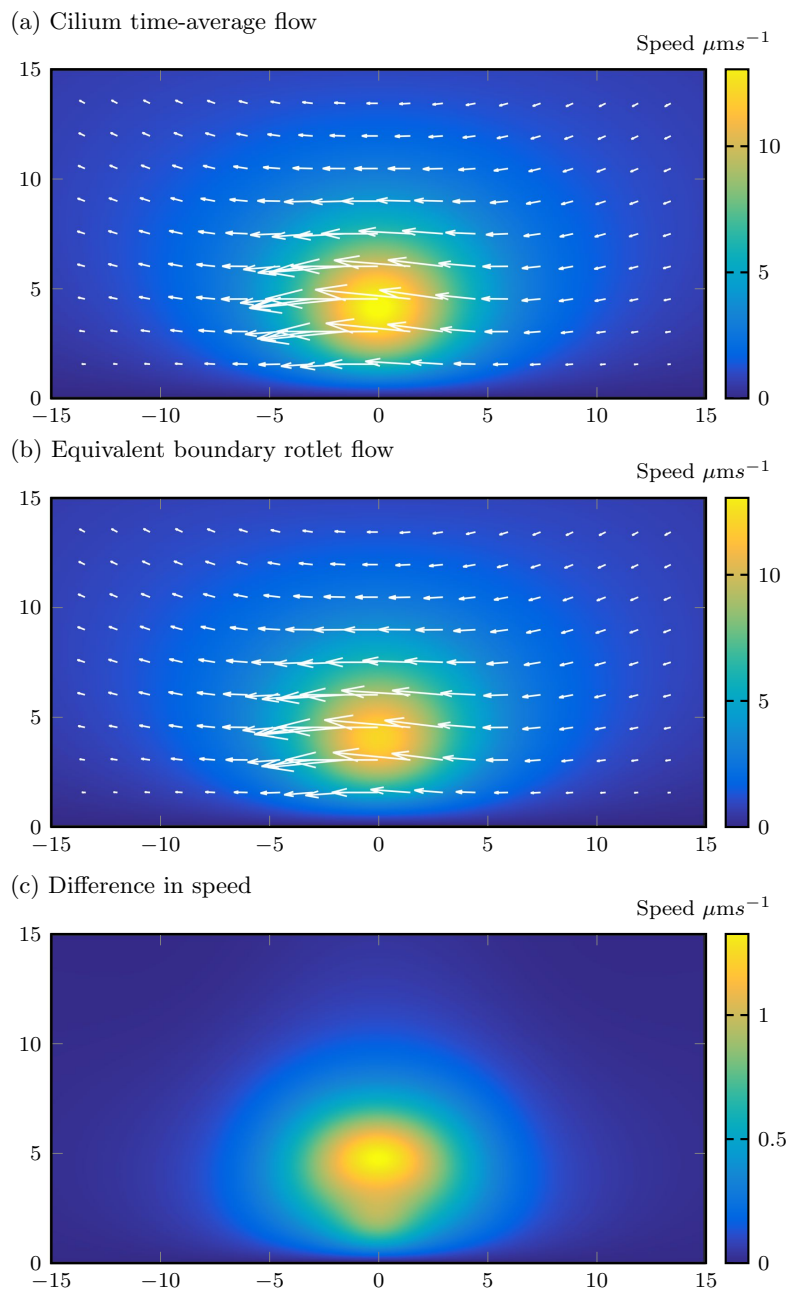 (a) Cilium time-average flow
Speed μms⁻¹
15
10
5
0
−15 −10 −5 0 5 10 15
10
5
0
(b) Equivalent boundary rotlet flow
Speed μms⁻¹
15
10
5
0
−15 −10 −5 0 5 10 15
10
5
0
(c) Difference in speed
Speed μms⁻¹
15
10
5
0
−15 −10 −5 0 5 10 15
1
0.5
0